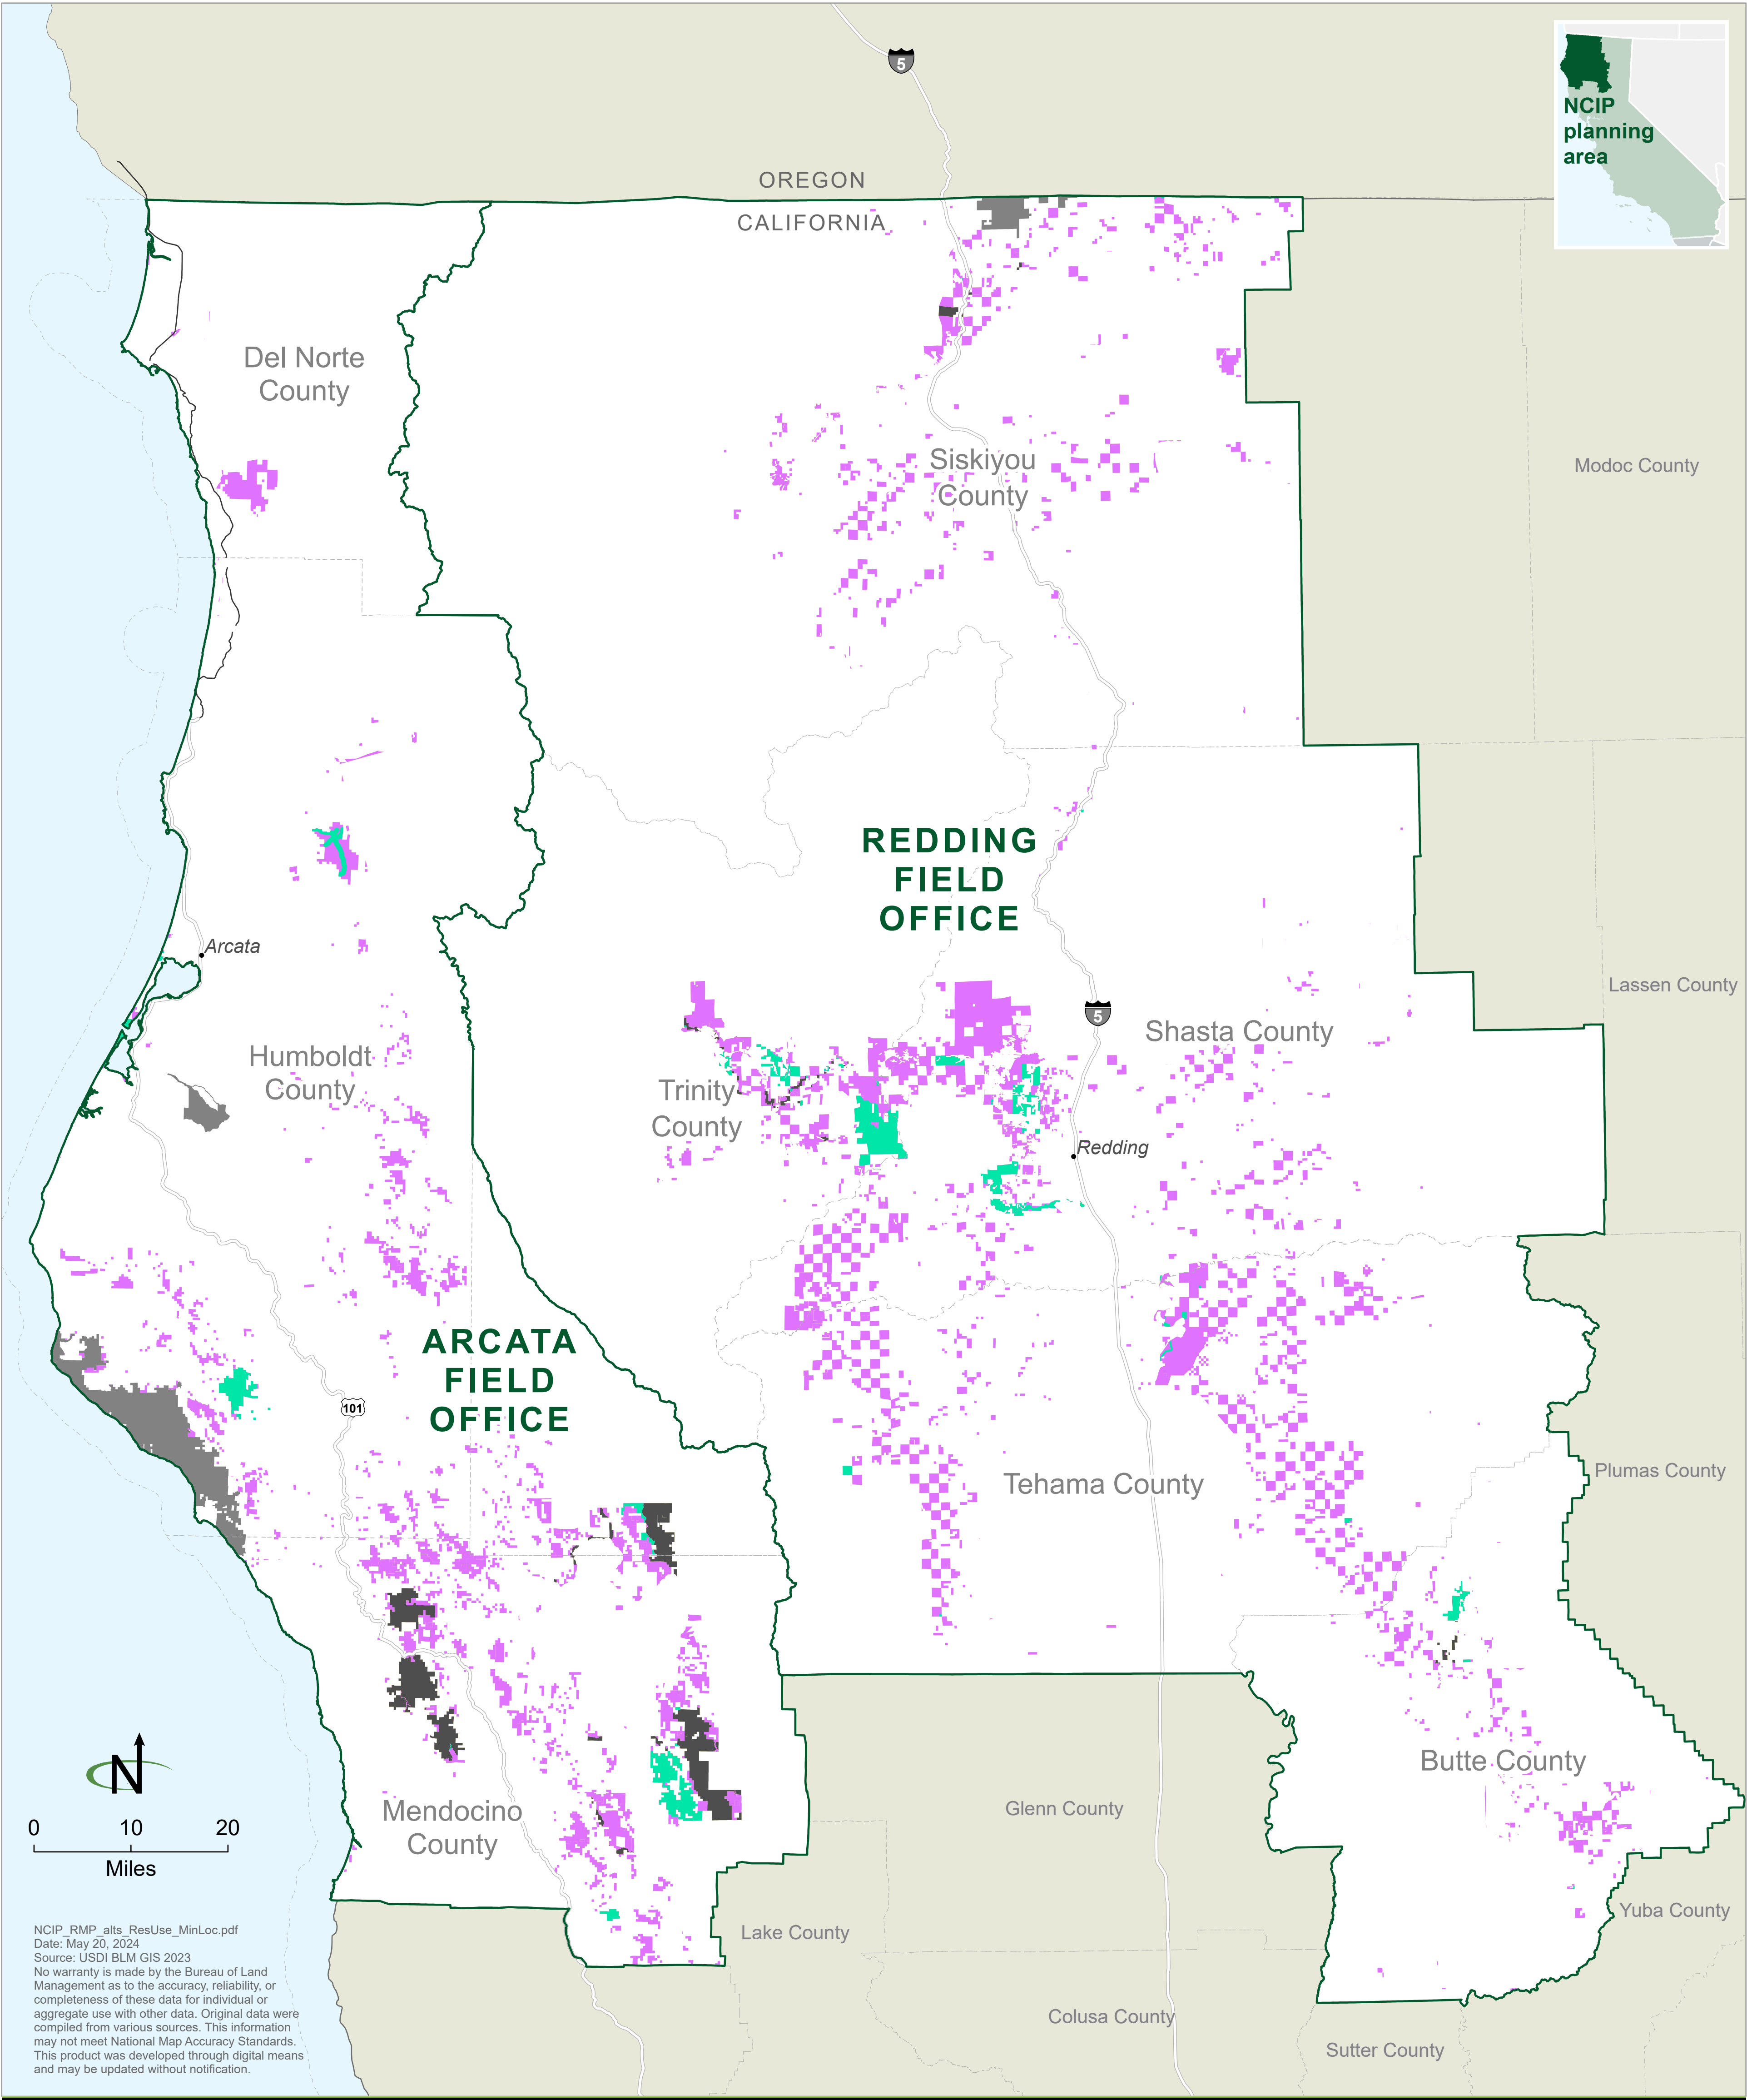 5
NCIP
planning
area
OREGON
CALIFORNIA
Del Norte
County
Siskiyou
County
Modoc County
REDDING
FIELD
OFFICE
Arcata
Lassen County
5
Shasta County
Humboldt
County
Trinity
County
Redding
ARCATA
FIELD
OFFICE
101
Tehama County
Plumas County
N
Butte County
Mendocino
County
Glenn County
0 10 20
Miles
Yuba County
Lake County
NCIP_RMP_alts_ResUse_MinLoc.pdf
Date: May 20, 2024
Source: USDI BLM GIS 2023
No warranty is made by the Bureau of Land
Management as to the accuracy, reliability, or
completeness of these data for individual or
aggregate use with other data. Original data were
compiled from various sources. This information
may not meet National Map Accuracy Standards.
This product was developed through digital means
and may be updated without notification.
Colusa County
Sutter County